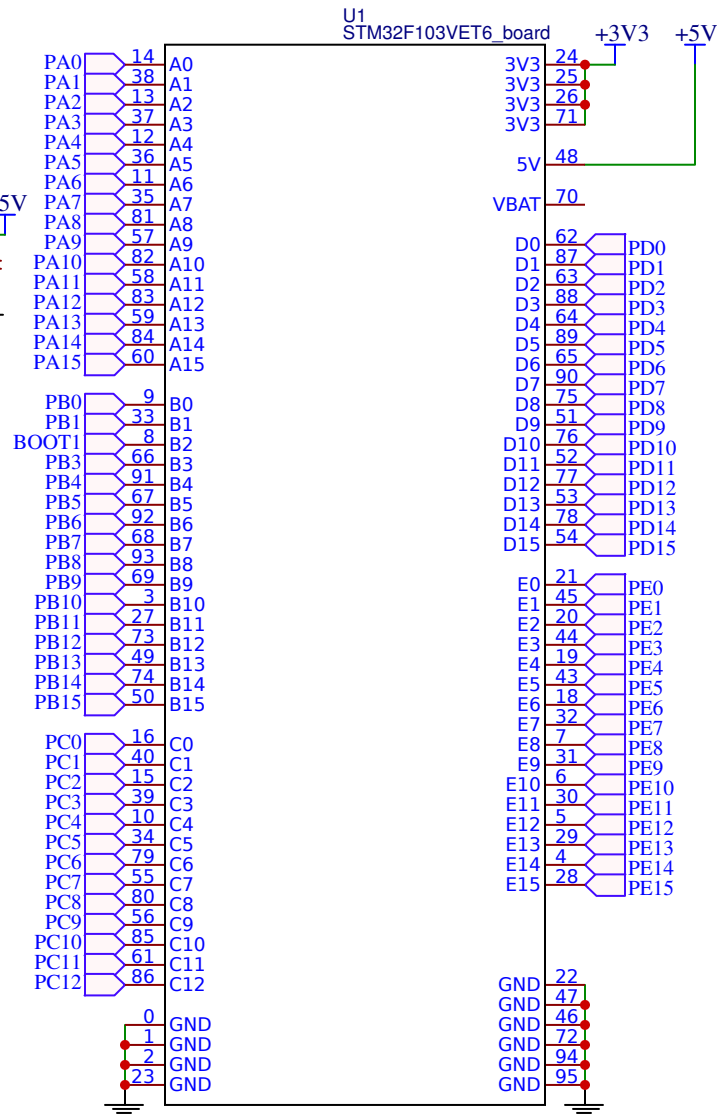 U1
STM32F103VET6_board
+3V3 +5V
PA0 14 A0 3V3 24
PA1 38 A1 3V3 25
PA2 13 A2 3V3 26
PA3 37 A3 3V3 71
PA4 12 A4
PA5 36 A5 5V 48
PA6 11 A6
PA7 35 A7 VBAT 70
5V
PA8 81 A8
PA9 57 A9 D0 62 PD0
PA10 82 A10 D1 87 PD1
PA11 58 A11 D2 63 PD2
PA12 83 A12 D3 88 PD3
PA13 59 A13 D4 64 PD4
PA14 84 A14 D5 89 PD5
PA15 60 A15 D6 65 PD6
D7 90 PD7
PB0 9 B0 D8 75 PD8
PB1 33 B1 D9 51 PD9
BOOT1 8 B2 D10 76 PD10
PB3 66 B3 D11 52 PD11
PB4 91 B4 D12 77 PD12
PB5 67 B5 D13 53 PD13
PB6 92 B6 D14 78 PD14
PB7 68 B7 D15 54 PD15
PB8 93 B8
PB9 69 B9 E0 21 PE0
PB10 3 B10 E1 45 PE1
PB11 27 B11 E2 20 PE2
PB12 73 B12 E3 44 PE3
PB13 49 B13 E4 19 PE4
PB14 74 B14 E5 43 PE5
PB15 50 B15 E6 18 PE6
E7 32 PE7
PC0 16 C0 E8 7 PE8
PC1 40 C1 E9 31 PE9
PC2 15 C2 E10 6 PE10
PC3 39 C3 E11 30 PE11
PC4 10 C4 E12 5 PE12
PC5 34 C5 E13 29 PE13
PC6 79 C6 E14 4 PE14
PC7 55 C7 E15 28 PE15
PC8 80 C8
PC9 56 C9
PC10 85 C10
PC11 61 C11
PC12 86 C12 GND 22
GND 47
0 GND GND 46
1 GND GND 72
2 GND GND 94
23 GND GND 95